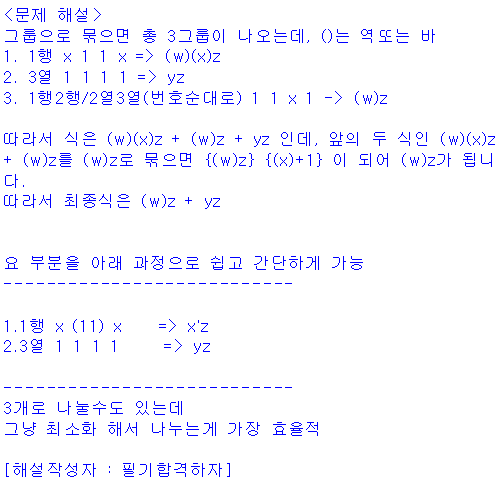 <문제 해설>
그룹으로 묶으면 총 3그룹이 나오는데, ()는 역또는 바
1. 1행 x 1 1 x => (w)(x)z
2. 3열 1 1 1 1 => yz
3. 1행2행/2열3열(번호순대로) 1 1 x 1 -> (w)z
따라서 식은 (w)(x)z + (w)z + yz 인데, 앞의 두 식인 (w)(x)z
+ (w)z를 (w)z로 묶으면 {(w)z} {(x)+1} 이 되어 (w)z가 됩니
다.
따라서 최종식은 (w)z + yz
요 부분을 아래 과정으로 쉽고 간단하게 가능
----------------------------
1.1행 x (11) x => x'z
2.3열 1 1 1 1 => yz
----------------------------
3개로 나눌수도 있는데
그냥 최소화 해서 나누는게 가장 효율적
[해설작성자 : 필기합격하자]